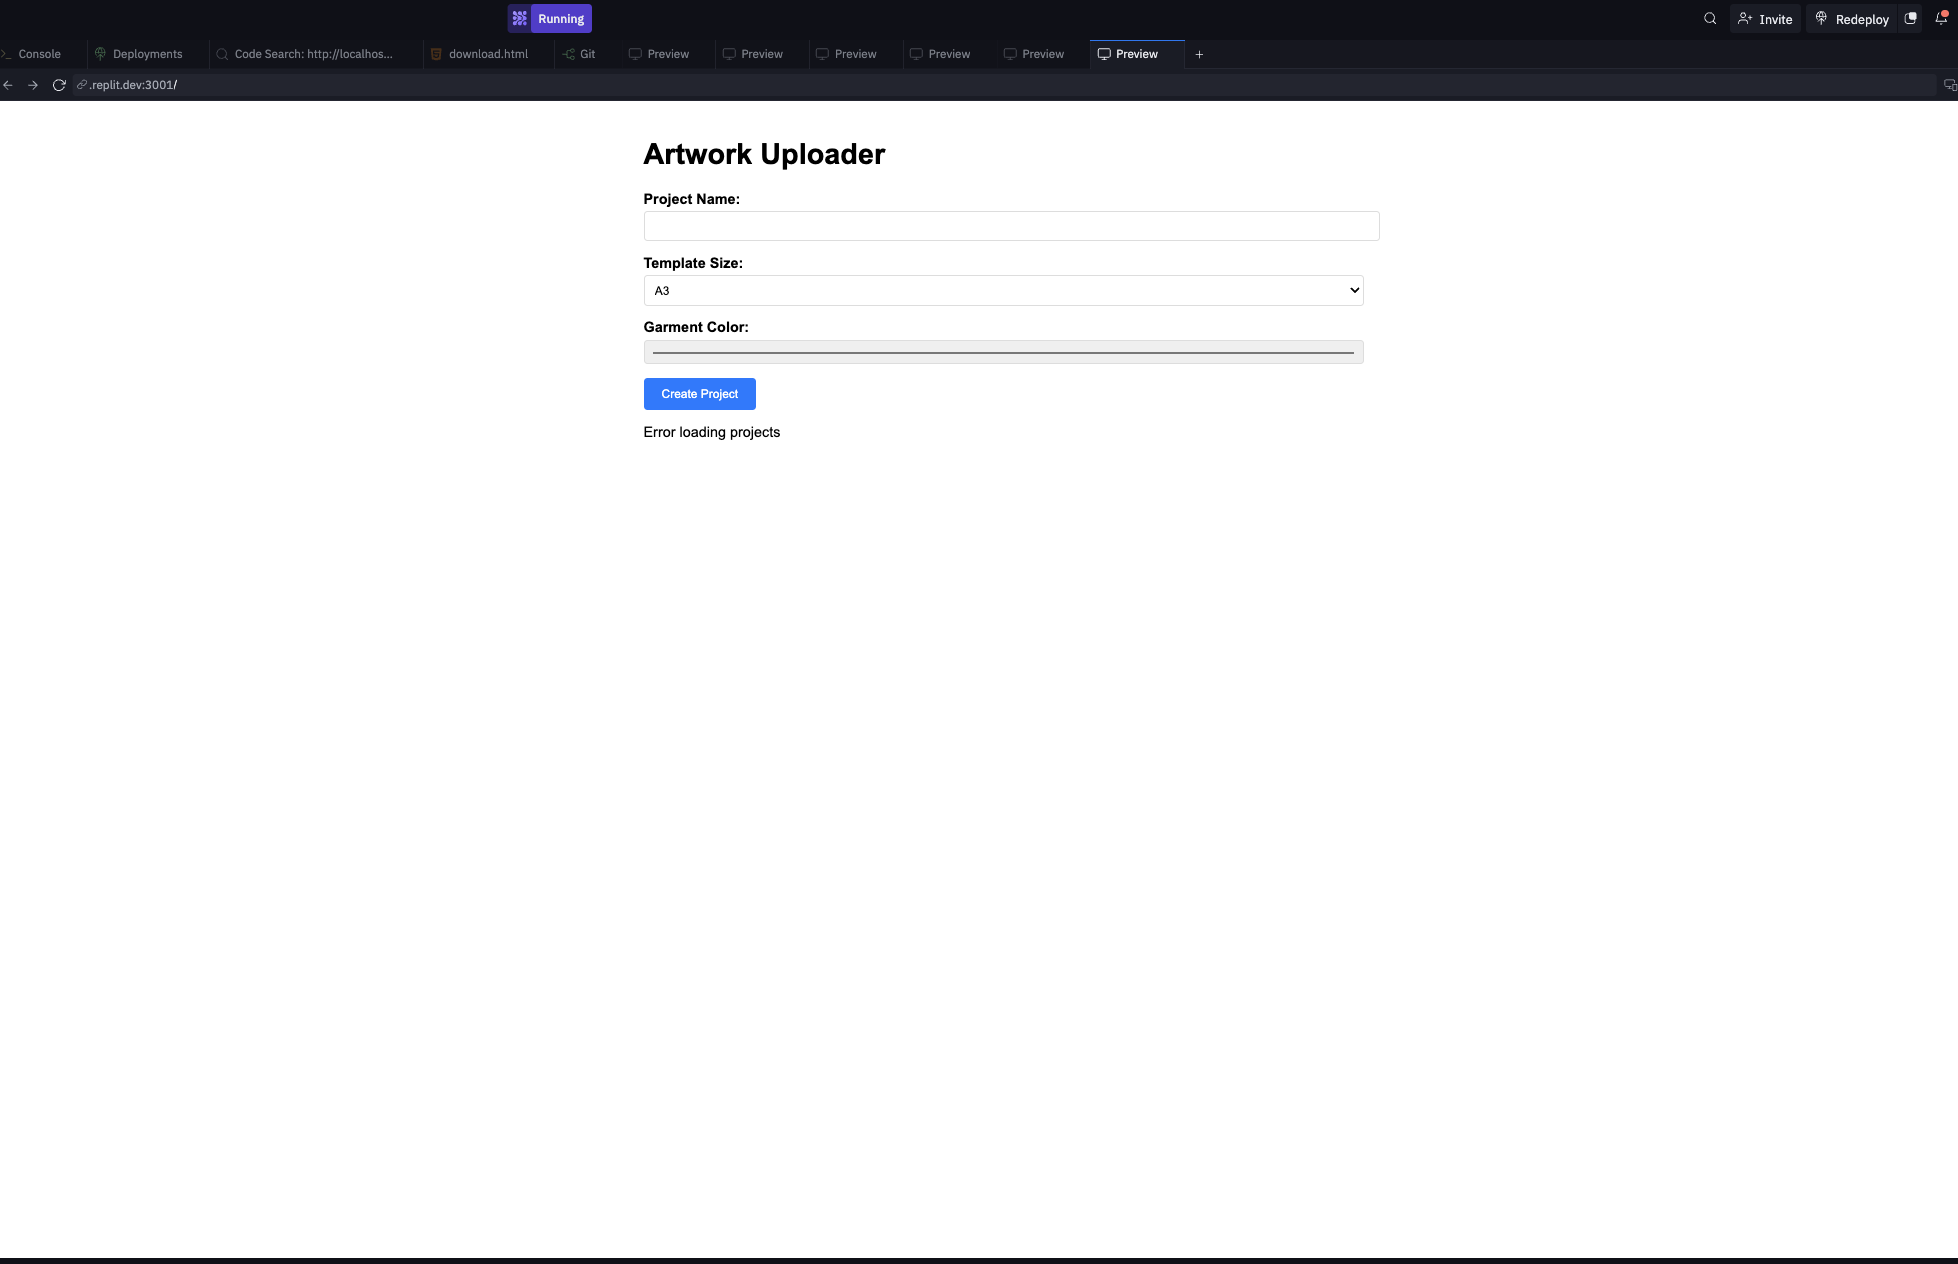 Running
Invite
Redeploy
Console
Deployments
Code Search: http://localhos...
download.html
Git
Preview
Preview
Preview
Preview
Preview
Preview
.replit.dev:3001/
Artwork Uploader
Project Name:
Template Size:
A3
Garment Color:
Create Project
Error loading projects